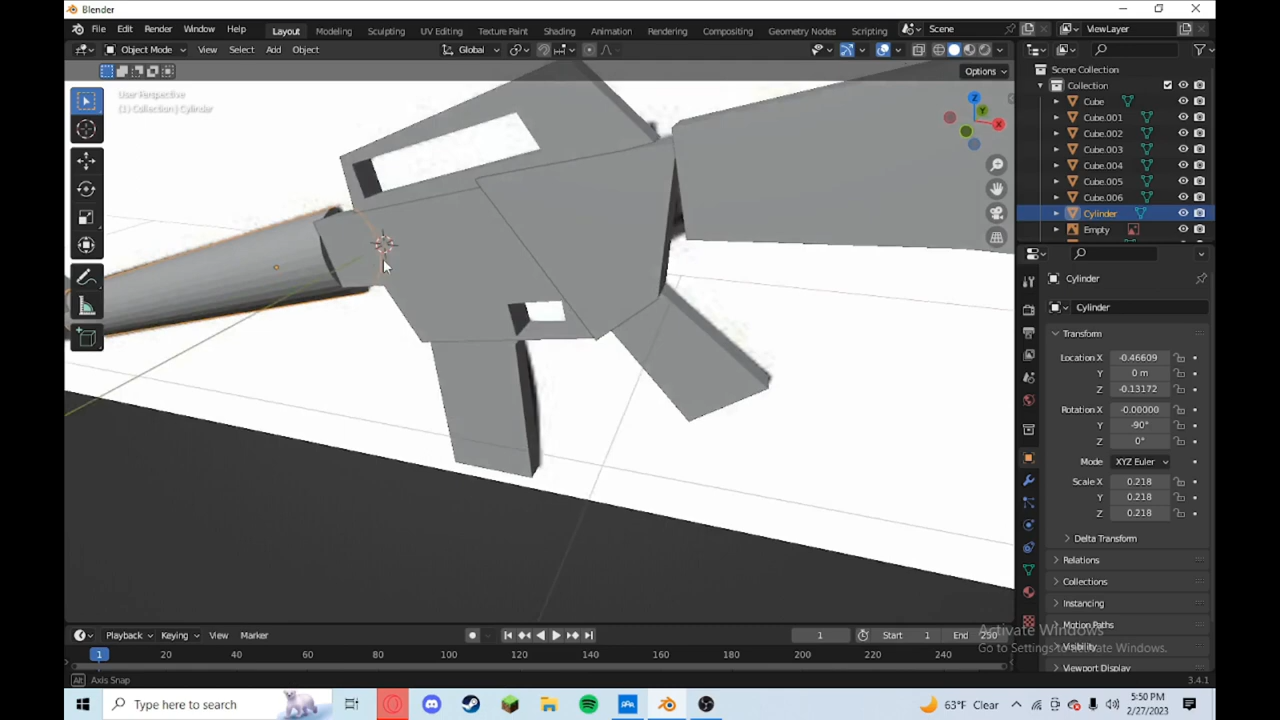 Blender
File Edit Render Window Help Layout Modeling Sculpting UV Editing Texture Paint Shading Animation Rendering Compositing Geometry Nodes Scripting Scene ViewLayer
Object Mode View Select Add Object Global
Options
User Perspective
(1) Collection | Cylinder
Z
Y
X
Scene Collection
Collection
Cube
Cube.001
Cube.002
Cube.003
Cube.004
Cube.005
Cube.006
Cylinder
Empty
Cylinder
Cylinder
Transform
Location X -0.46609
Y 0 m
Z -0.13172
Rotation X -0.00000
Y -90°
Z 0°
Mode XYZ Euler
Scale X 0.218
Y 0.218
Z 0.218
Delta Transform
Relations
Collections
Instancing
Motion Paths
Visibility
Viewport Display
Activate Windows
Go to Settings to Activate Windows.
Playback Keying View Marker 1 Start 1 End 250
1 20 40 60 80 100 120 140 160 180 200 220 240
Alt Axis Snap 3.4.1
Type here to search
63°F Clear
5:50 PM
2/27/2023